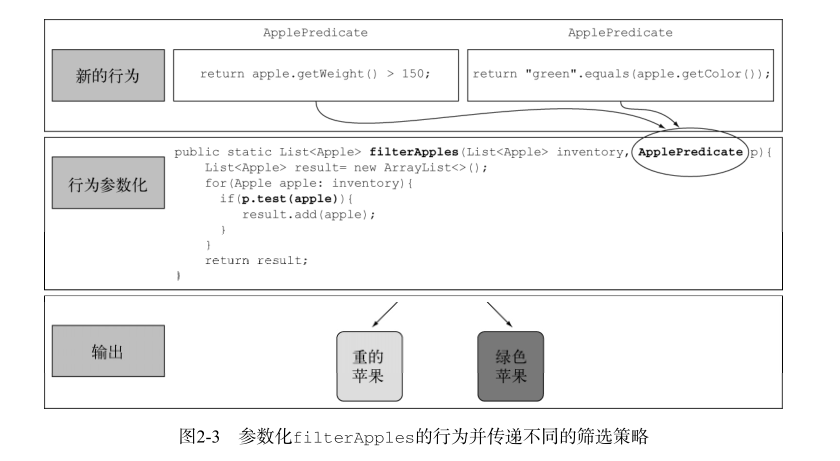 ApplePredicate ApplePredicate
新的行为 return apple.getWeight() > 150; return "green".equals(apple.getColor());
行为参数化
public static List<Apple> filterApples(List<Apple> inventory, ApplePredicate p){
List<Apple> result= new ArrayList<>();
for(Apple apple: inventory){
if(p.test(apple)){
result.add(apple);
}
}
return result;
}
输出
重的
苹果
绿色
苹果
图2-3 参数化filterApples的行为并传递不同的筛选策略